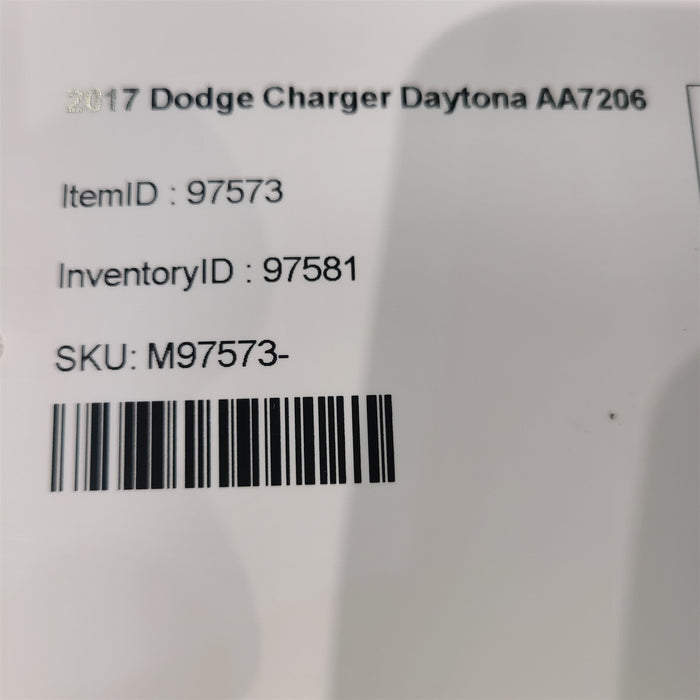 2017 Dodge Charger Daytona AA7206
ItemID : 97573
InventoryID : 97581
SKU: M97573-